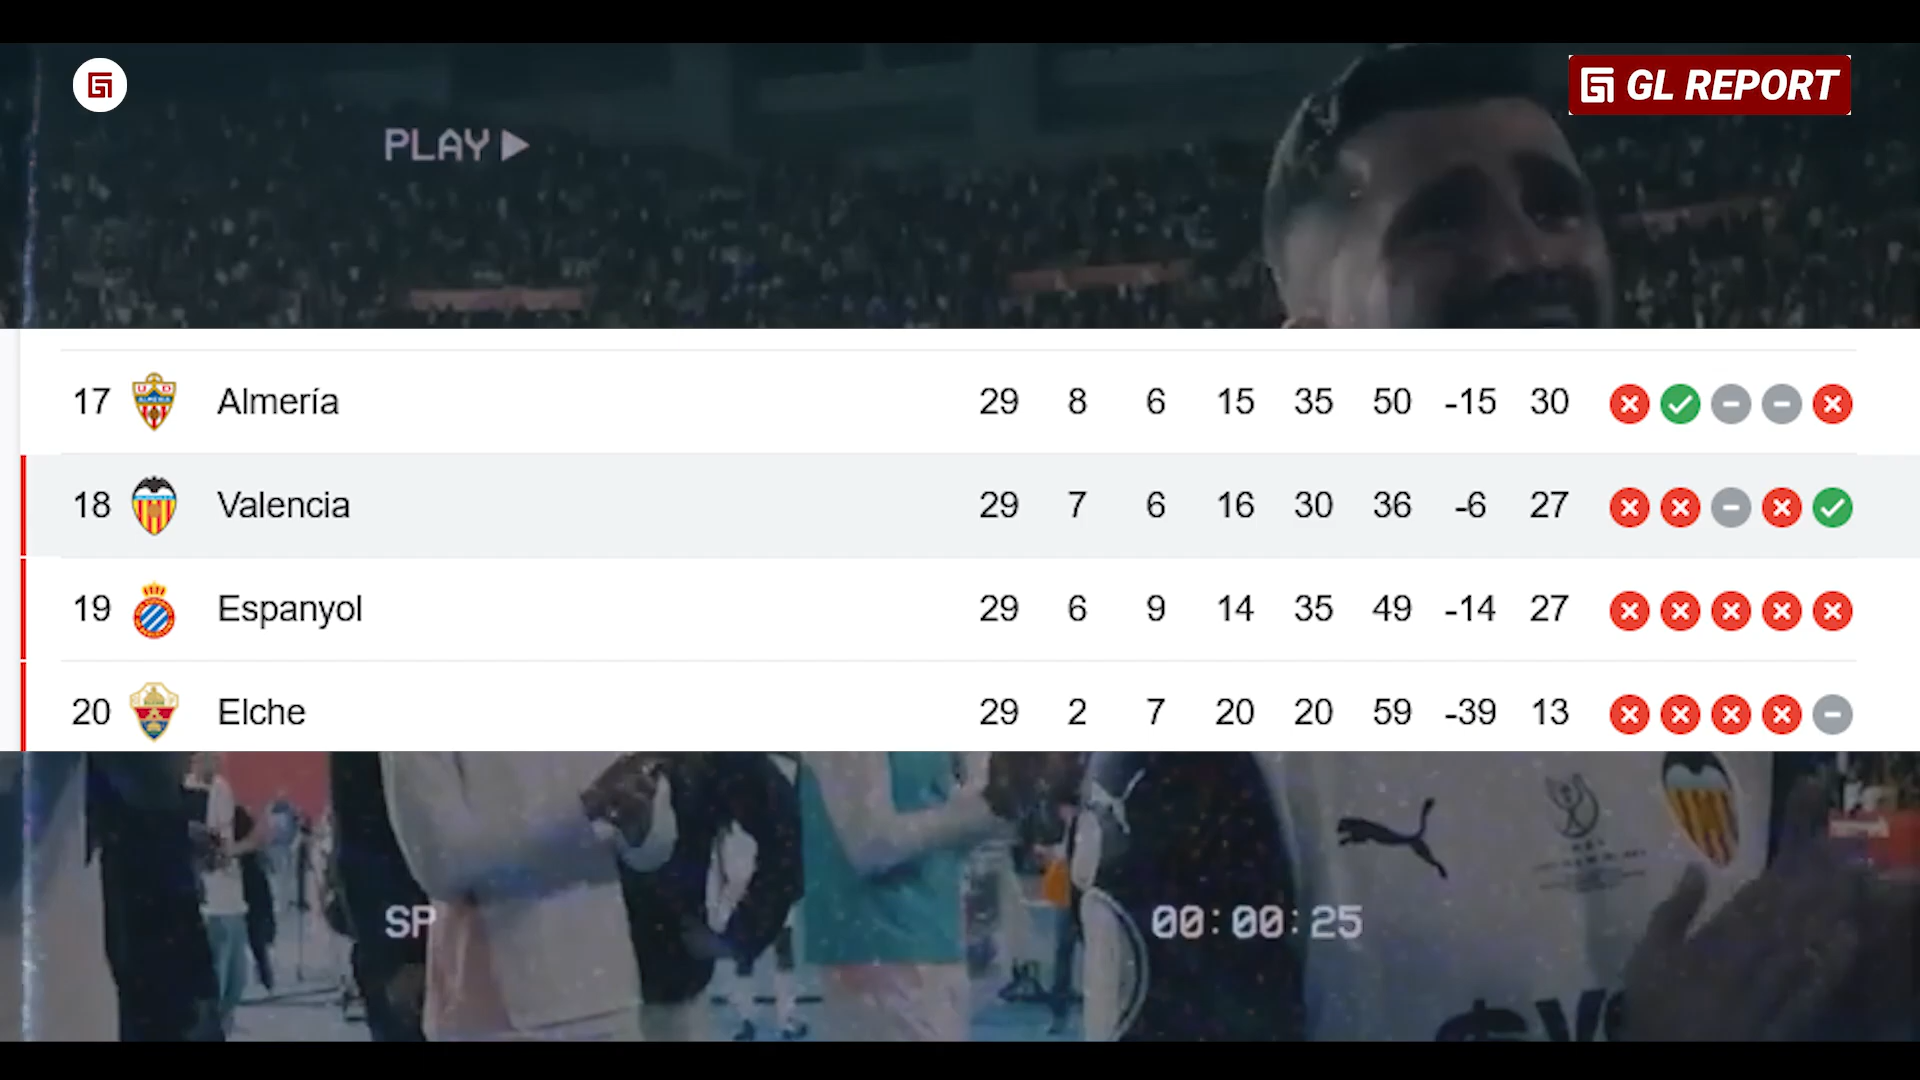 GL REPORT
PLAY
17 Almería 29 8 6 15 35 50 -15 30
18 Valencia 29 7 6 16 30 36 -6 27
19 Espanyol 29 6 9 14 35 49 -14 27
20 Elche 29 2 7 20 20 59 -39 13
SP 00:00:25